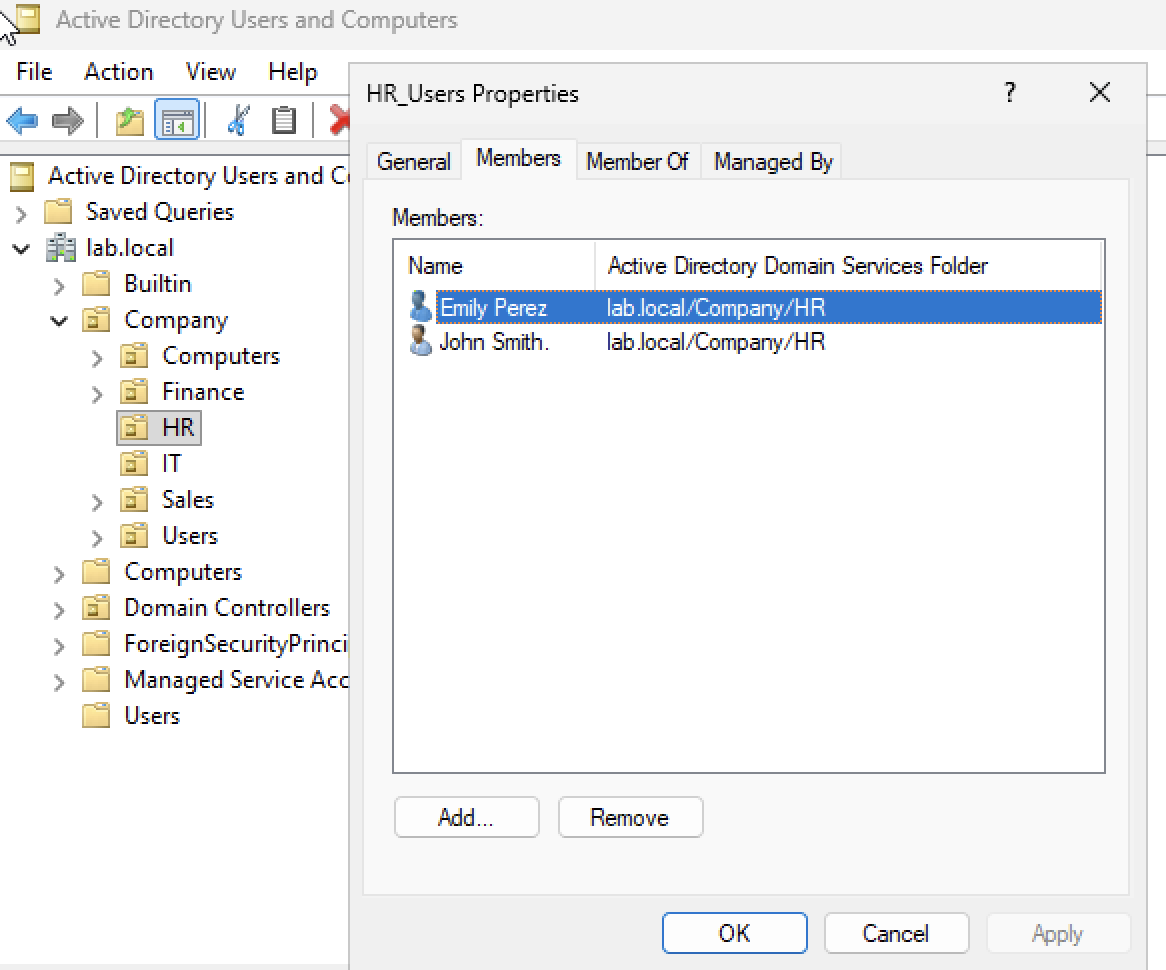 Active Directory Users and Computers
File Action View Help
HR_Users Properties ?
General Members Member Of Managed By
Active Directory Users and C
Saved Queries
lab.local
Builtin
Company
Computers
Finance
HR
IT
Sales
Users
Computers
Domain Controllers
ForeignSecurityPrinci
Managed Service Acc
Users
Members:
Name Active Directory Domain Services Folder
Emily Perez lab.local/Company/HR
John Smith. lab.local/Company/HR
Add... Remove
OK Cancel Apply